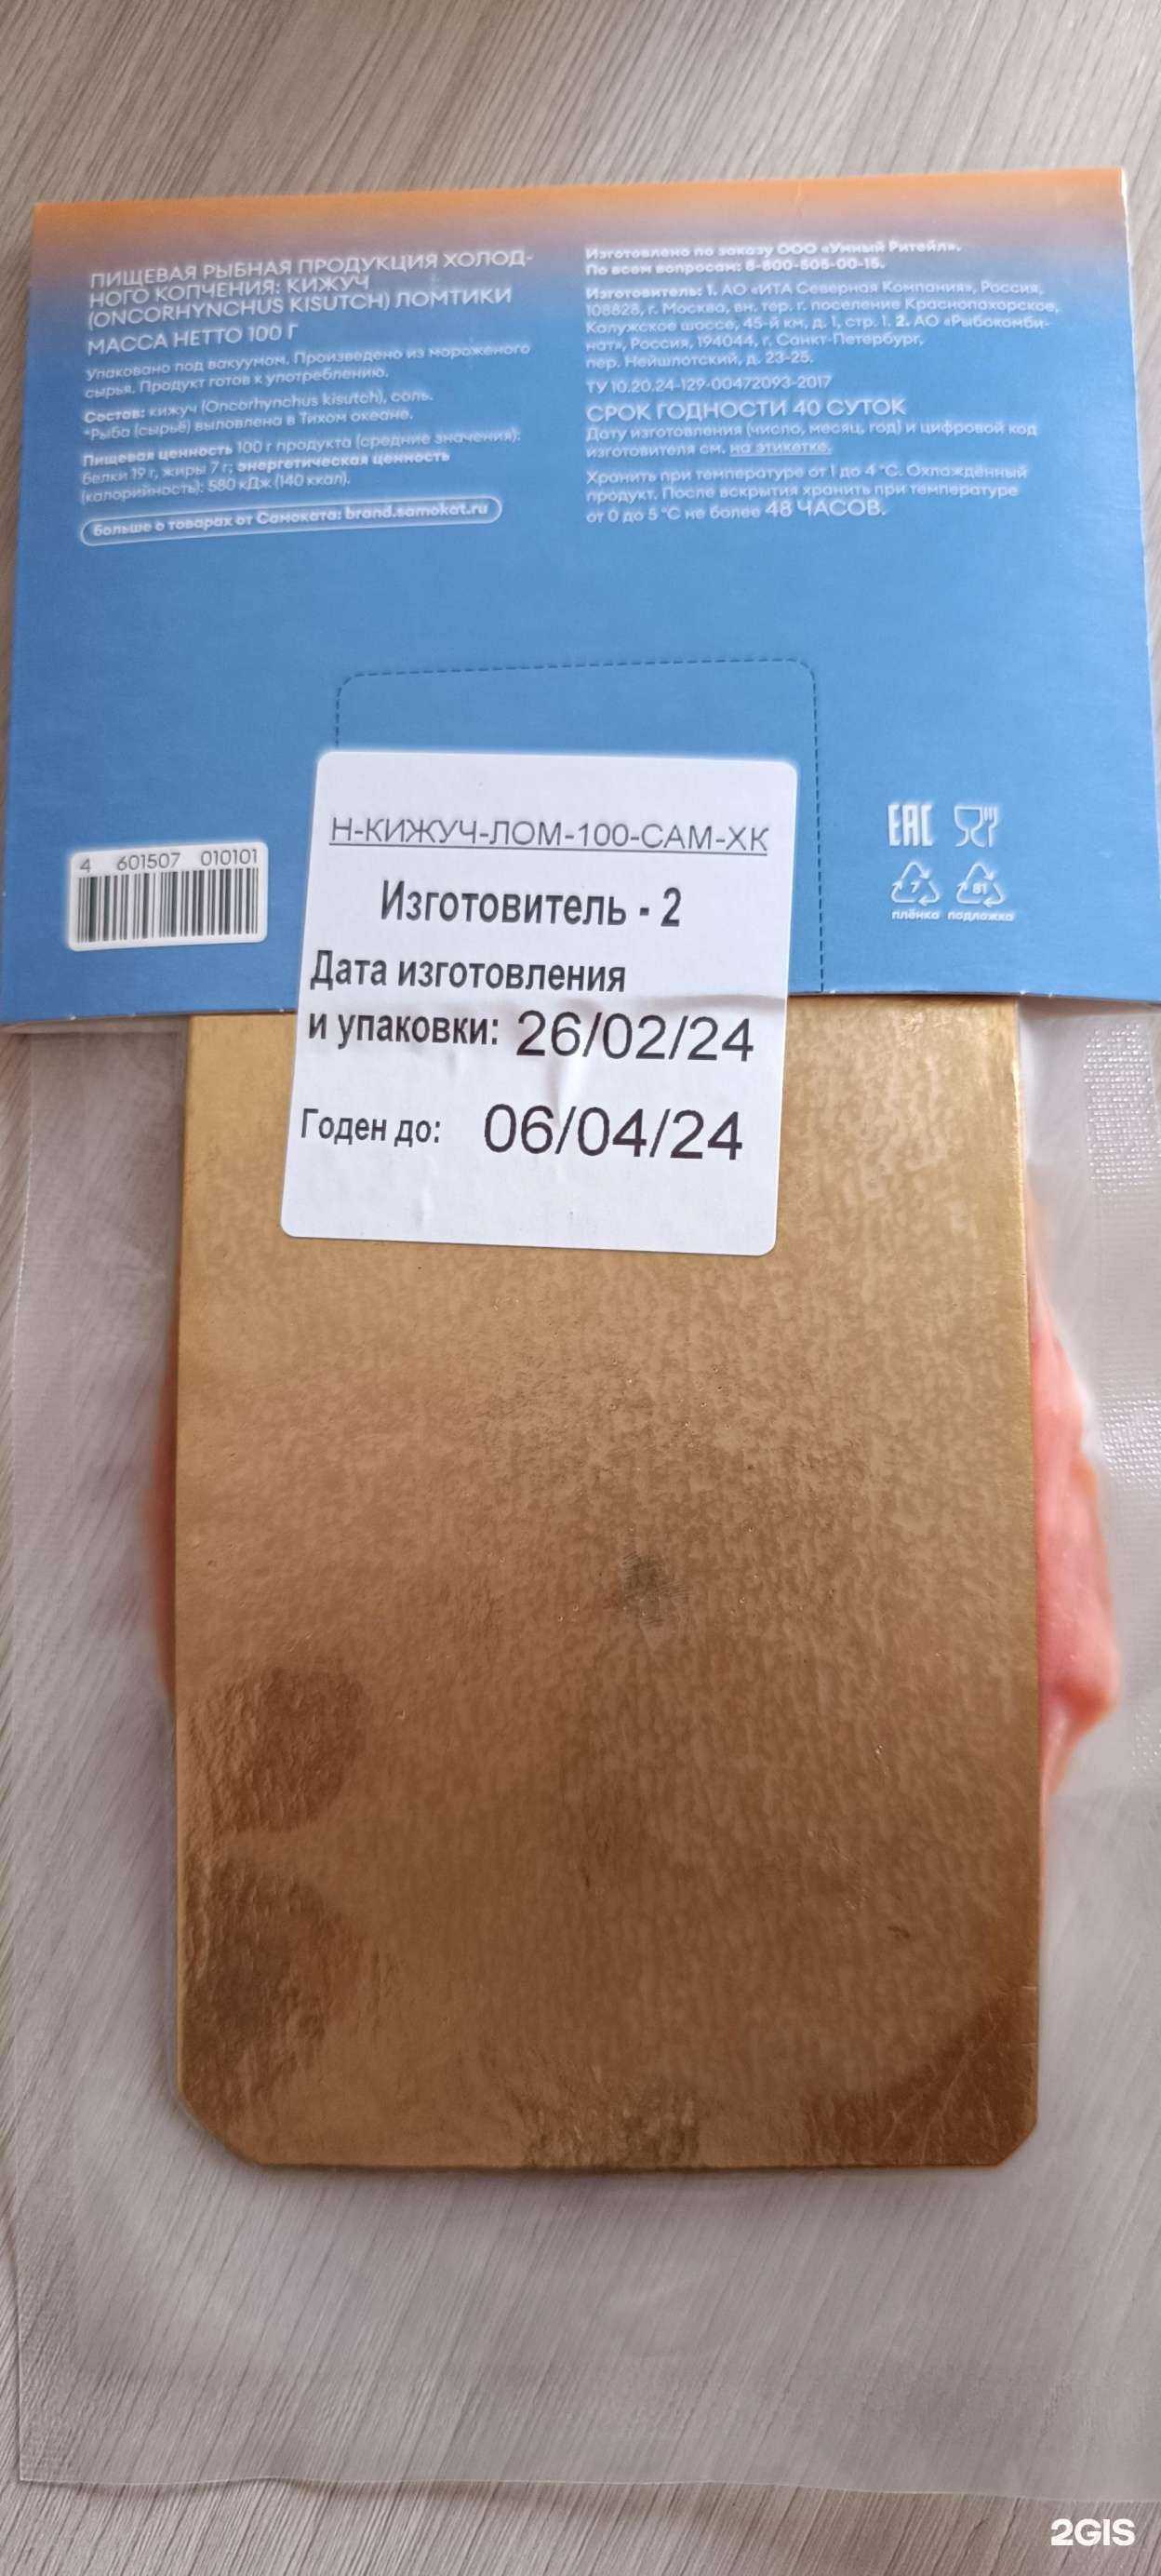 ПИЩЕВАЯ РЫБНАЯ ПРОДУКЦИЯ ХОЛОД-
НОГО КОПЧЕНИЯ: КИЖУЧ
(ONCORHYNCHUS KISUTCH) ЛОМТИКИ
МАССА НЕТТО 100 Г
Упаковано под вакуумом. Произведено из мороженого
сырья. Продукт готов к употреблению.
Состав: кижуч (Oncorhynchus kisutch), соль.
*Рыба (сырьё) выловлена в Тихом океане.
Пищевая ценность 100 г продукта (средние значения):
белки 19 г, жиры 7 г; энергетическая ценность
(калорийность): 580 кДж (140 ккал).
больше о товарах от Самоката: brand.samokat.ru
Изготовлено по заказу ООО «Умный Ритейл».
По всем вопросам: 8-800-505-00-15.
Изготовитель: 1. АО «ИТА Северная Компания», Россия,
108828, г. Москва, вн. тер. г. поселение Краснопахорское,
Калужское шоссе, 45-й км, д. 1, стр. 1. 2. АО «Рыбокомби-
нат», Россия, 194044, г. Санкт-Петербург,
пер. Нейшлотский, д. 23-25.
ТУ 10.20.24-129-00472093-2017
СРОК ГОДНОСТИ 40 СУТОК
Дату изготовления (число, месяц, год) и цифровой код
изготовителя см. на этикетке.
Хранить при температуре от 1 до 4 °С. Охлаждённый
продукт. После вскрытия хранить при температуре
от 0 до 5 °С не более 48 ЧАСОВ.
4 601507 010101
Н-КИЖУЧ-ЛОМ-100-САМ-ХК
Изготовитель - 2
Дата изготовления
и упаковки: 26/02/24
Годен до: 06/04/24
EAC
7 81
плёнка подложка
2GIS